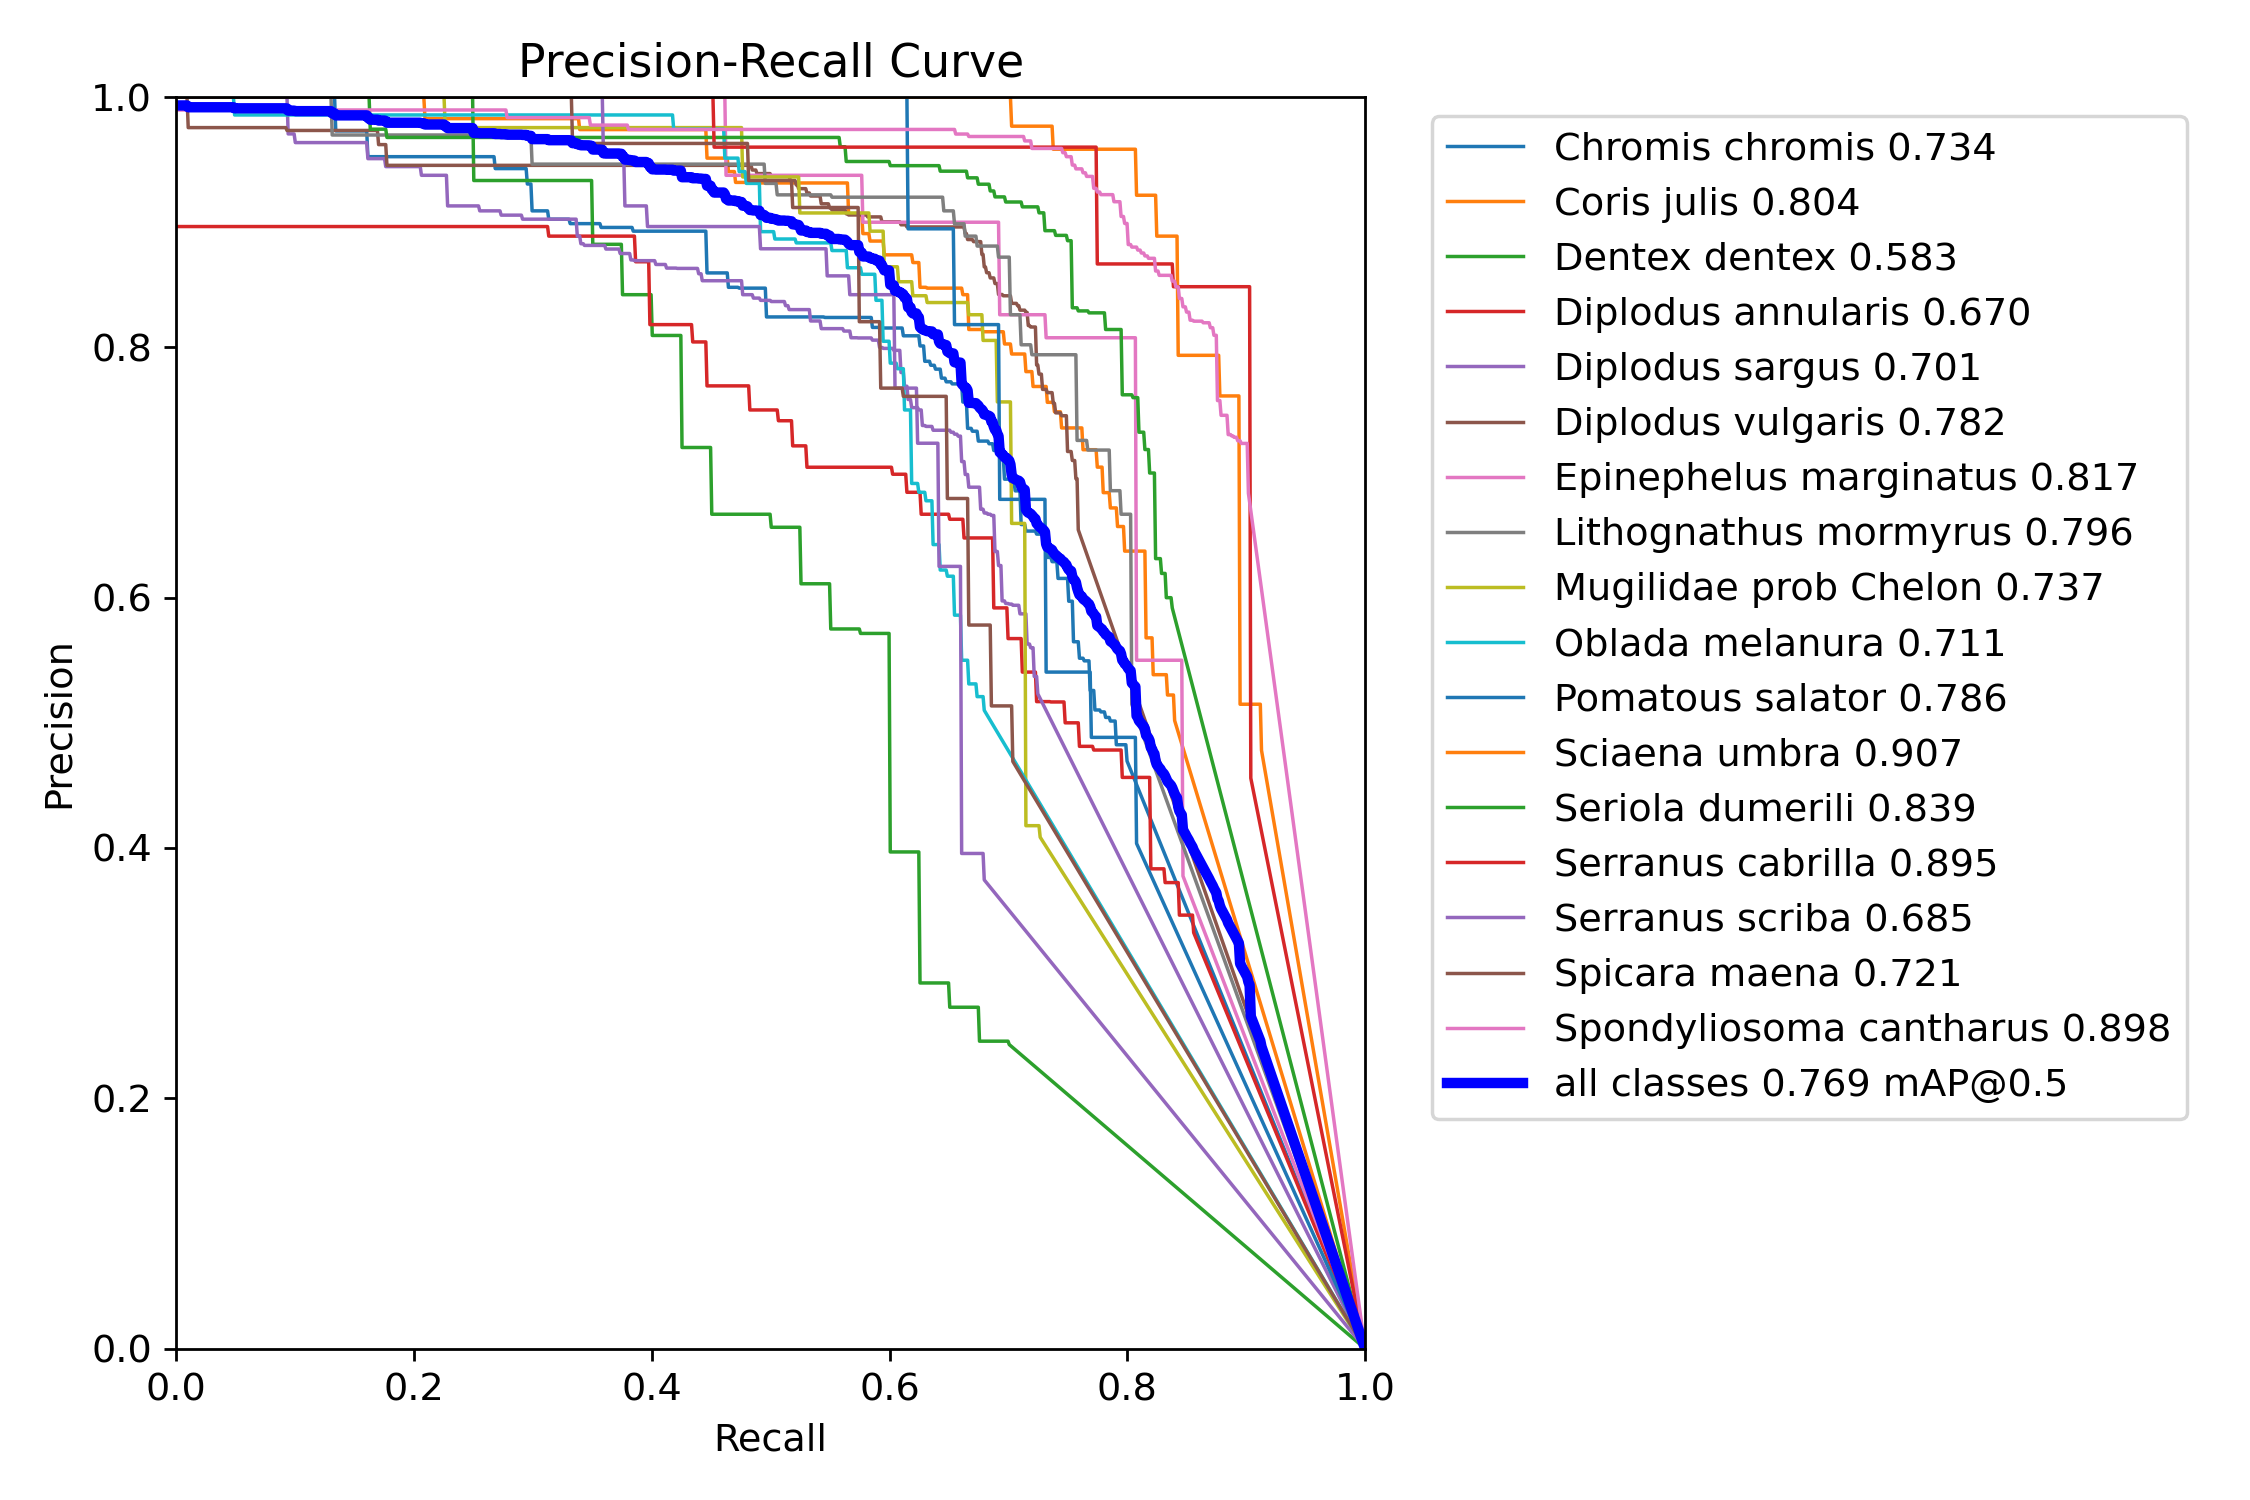 Precision-Recall Curve
1.0
0.8
0.6
0.4
0.2
0.0
Precision
0.0 0.2 0.4 0.6 0.8 1.0
Recall
Chromis chromis 0.734
Coris julis 0.804
Dentex dentex 0.583
Diplodus annularis 0.670
Diplodus sargus 0.701
Diplodus vulgaris 0.782
Epinephelus marginatus 0.817
Lithognathus mormyrus 0.796
Mugilidae prob Chelon 0.737
Oblada melanura 0.711
Pomatous salator 0.786
Sciaena umbra 0.907
Seriola dumerili 0.839
Serranus cabrilla 0.895
Serranus scriba 0.685
Spicara maena 0.721
Spondyliosoma cantharus 0.898
all classes 0.769 mAP@0.5